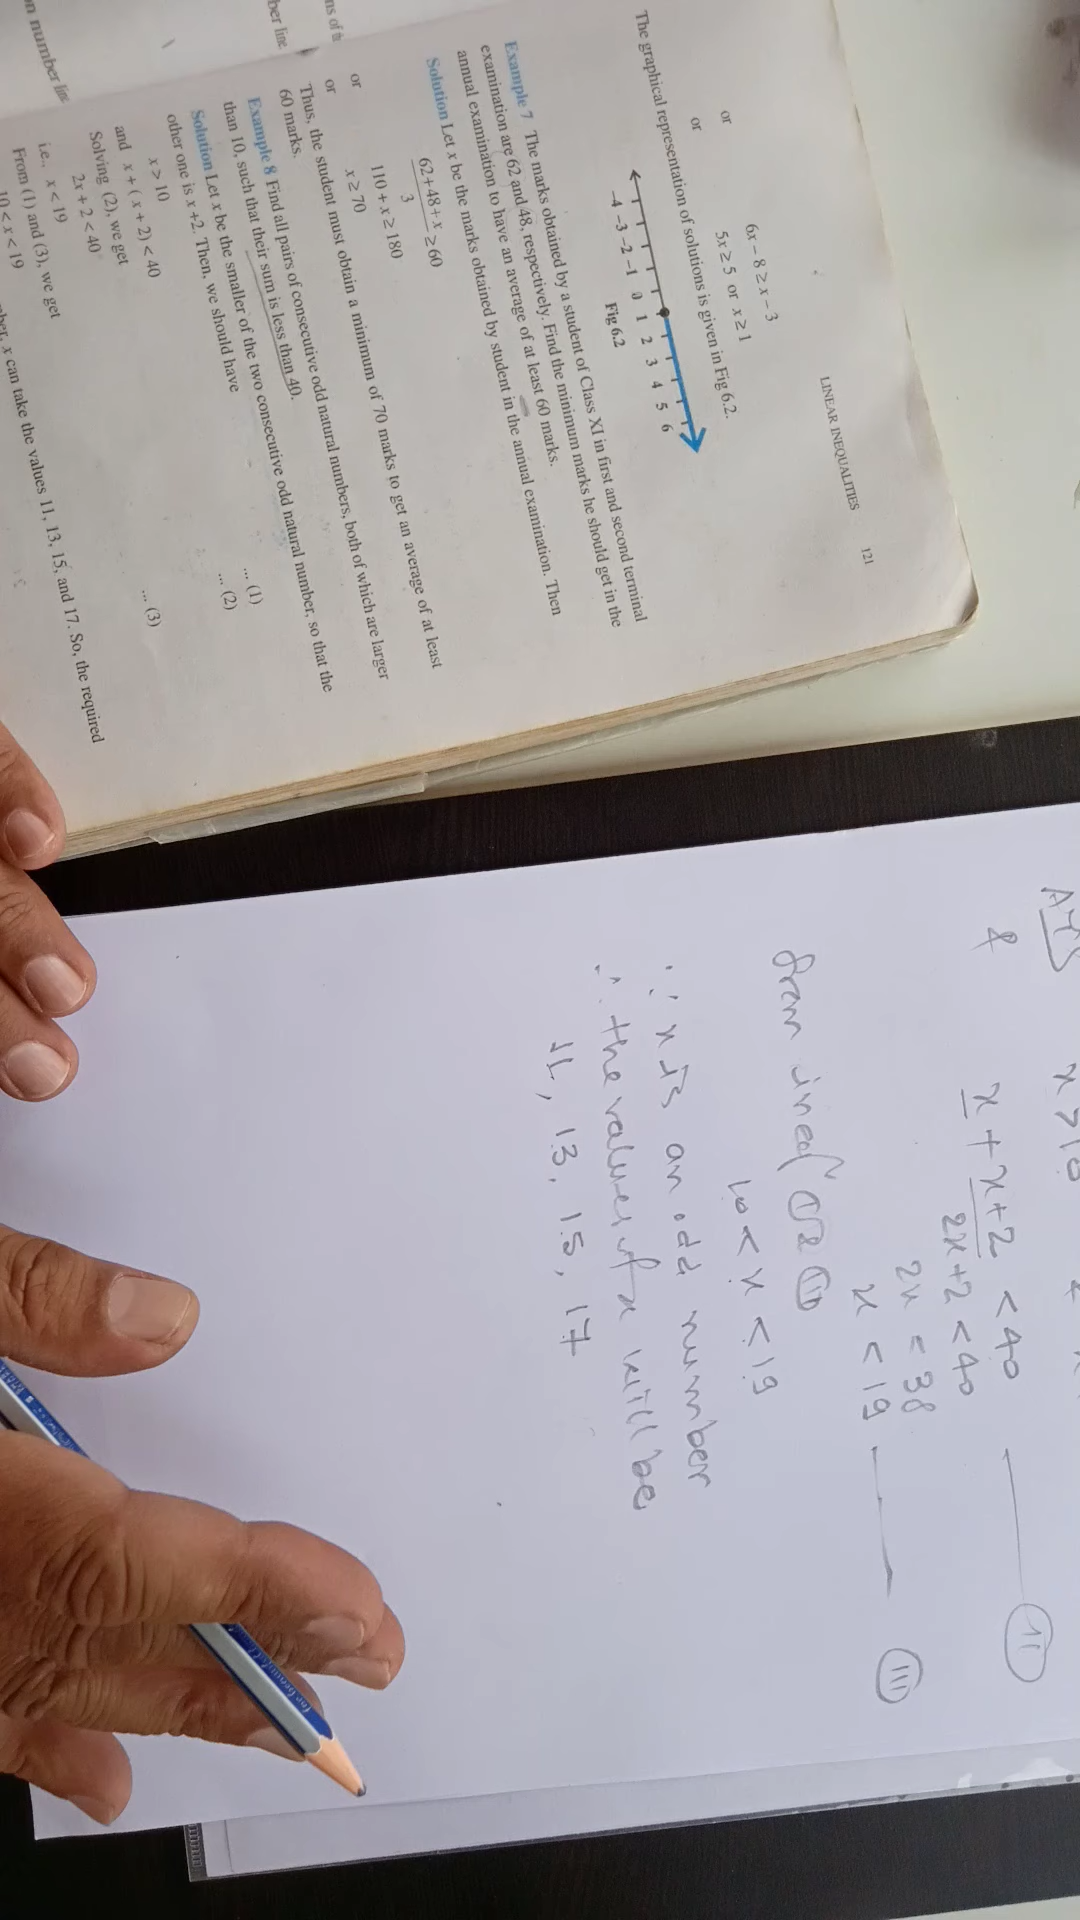 LINEAR INEQUALITIES 121
6x – 8 ≥ x – 3
or 5x ≥ 5 or x ≥ 1
or
The graphical representation of solutions is given in Fig 6.2.
–4 –3 –2 –1 0 1 2 3 4 5 6
Fig 6.2
Example 7 The marks obtained by a student of Class XI in first and second terminal
examination are 62 and 48, respectively. Find the minimum marks he should get in the
annual examination to have an average of at least 60 marks.
Solution Let x be the marks obtained by student in the annual examination. Then
62+48+x
3
≥ 60
or 110 + x ≥ 180
or x ≥ 70
Thus, the student must obtain a minimum of 70 marks to get an average of at least
60 marks.
Example 8 Find all pairs of consecutive odd natural numbers, both of which are larger
than 10, such that their sum is less than 40.
Solution Let x be the smaller of the two consecutive odd natural number, so that the
other one is x +2. Then, we should have
x > 10 ... (1)
and x + ( x + 2) < 40 ... (2)
Solving (2), we get
2x + 2 < 40
i.e., x < 19 ... (3)
From (1) and (3), we get
10 < x < 19
x can take the values 11, 13, 15, and 17. So, the required
ber line.
on number line
ATS x > 10
& x + x+2 < 40 — (II)
2x+2 < 40
2x < 38
x < 19 — (III)
from ineqn
10 < x < 19
∵ x is an odd number
∴ the values of x will be
11, 13, 15, 17